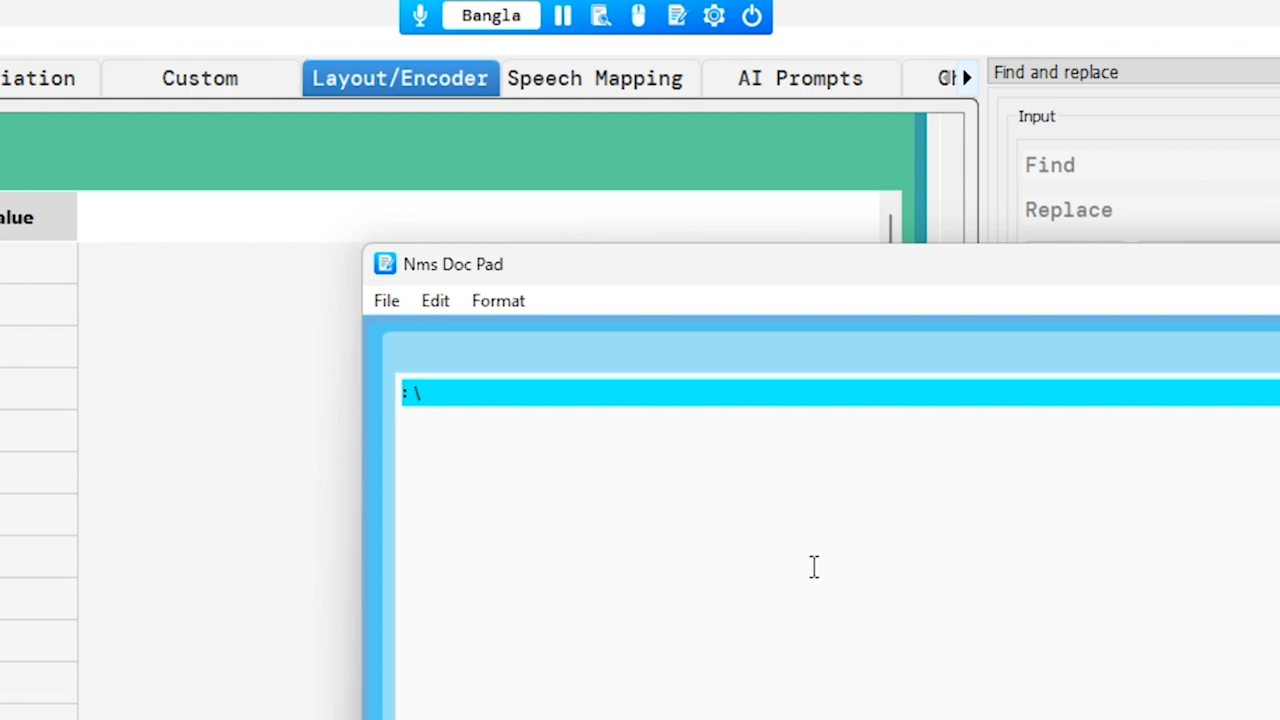 Bangla
iation Custom Layout/Encoder Speech Mapping AI Prompts
Find and replace
Input
Find
Replace
alue
Nms Doc Pad
File Edit Format
:\